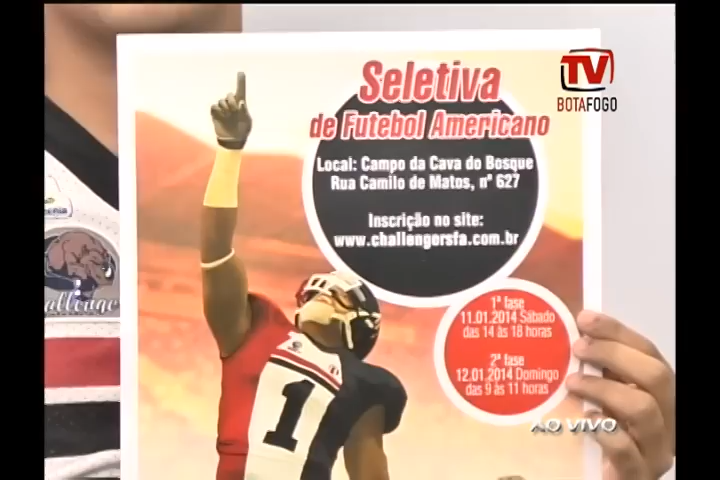 Seletiva
de Futebol Americano
Local: Campo da Cava do Bosque
Rua Camilo de Matos, nº 627
Inscrição no site:
www.challengersfa.com.br
1ª fase
11.01.2014 Sábado
das 14 às 18 horas
2ª fase
12.01.2014 Domingo
das 9 às 11 horas
1
TV
BOTAFOGO
AO VIVO